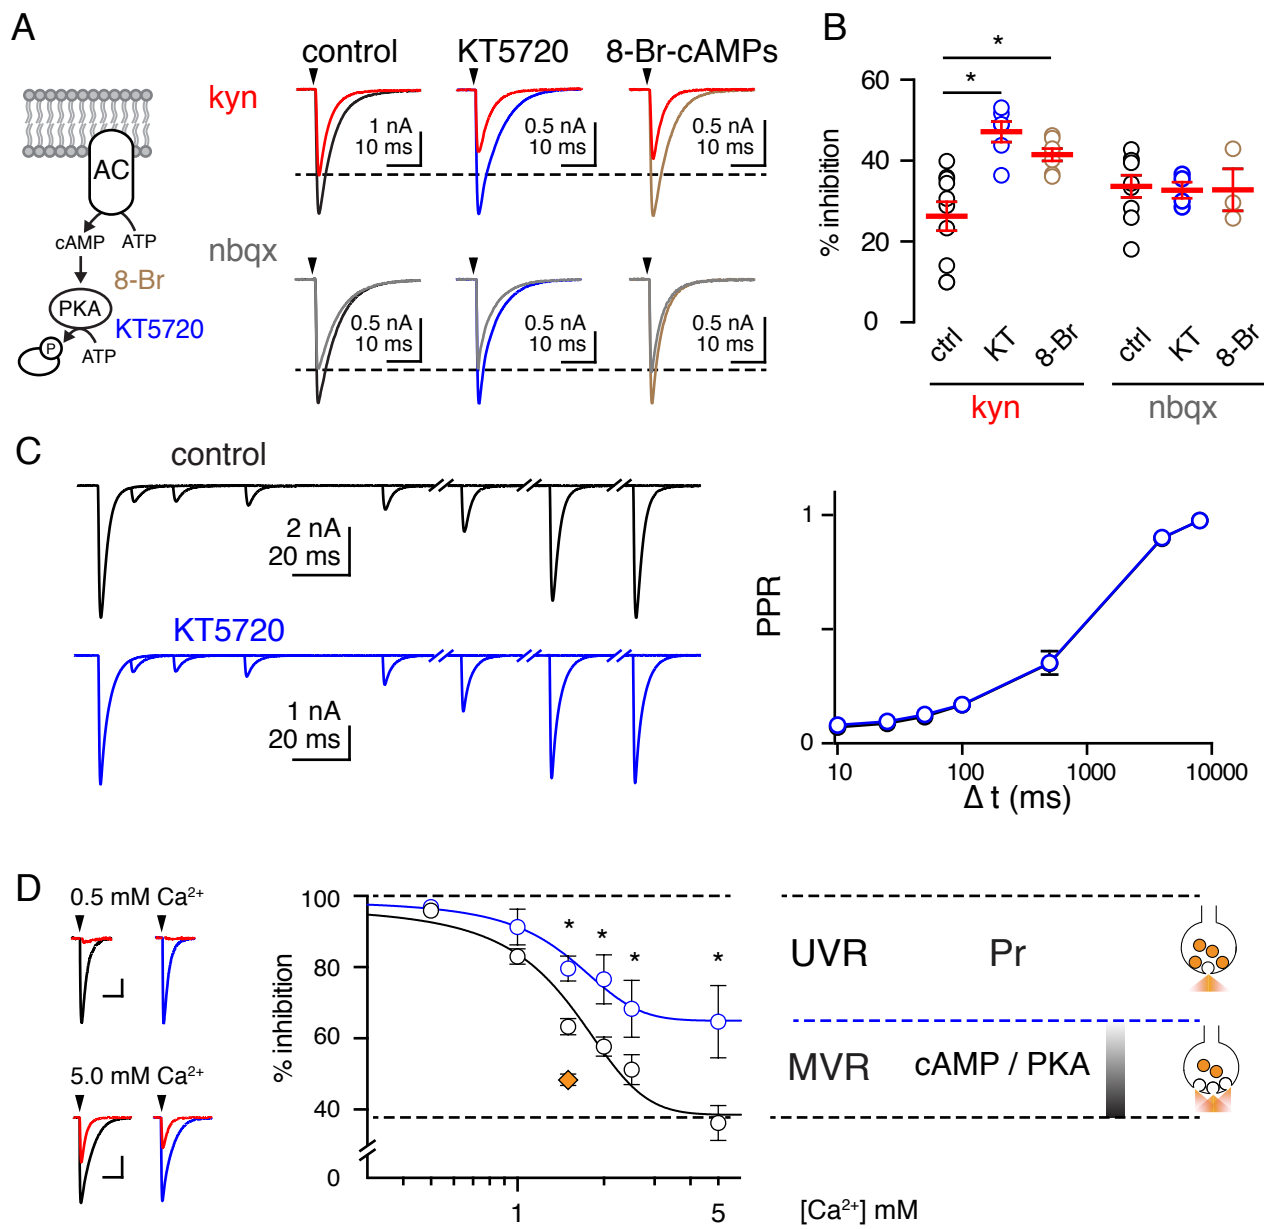 A
control
KT5720
8-Br-cAMPs
kyn
1 nA
10 ms
0.5 nA
10 ms
0.5 nA
10 ms
AC
cAMP
ATP
8-Br
PKA
KT5720
P
ATP
nbqx
0.5 nA
10 ms
0.5 nA
10 ms
0.5 nA
10 ms
B
*
*
60
40
20
0
% inhibition
ctrl
KT
8-Br
ctrl
KT
8-Br
kyn
nbqx
C
control
2 nA
20 ms
KT5720
1 nA
20 ms
1
0
PPR
10
100
1000
10000
Δ t (ms)
D
0.5 mM Ca²⁺
5.0 mM Ca²⁺
100
80
60
40
0
% inhibition
*
*
*
*
1
5
[Ca²⁺] mM
UVR
Pr
MVR
cAMP / PKA